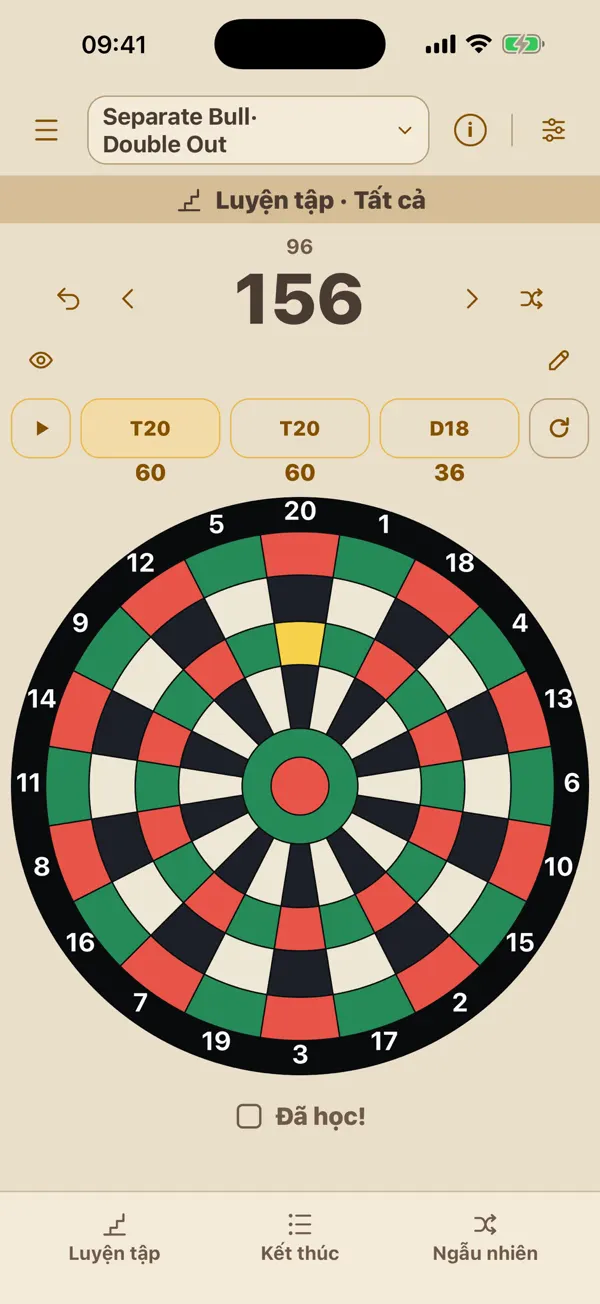 09:41
Separate Bull·
Double Out
Luyện tập · Tất cả
96
156
T20
T20
D18
60
60
36
20
5
1
12
18
9
4
14
13
11
6
8
10
16
15
7
2
19
17
3
Đã học!
Luyện tập
Kết thúc
Ngẫu nhiên